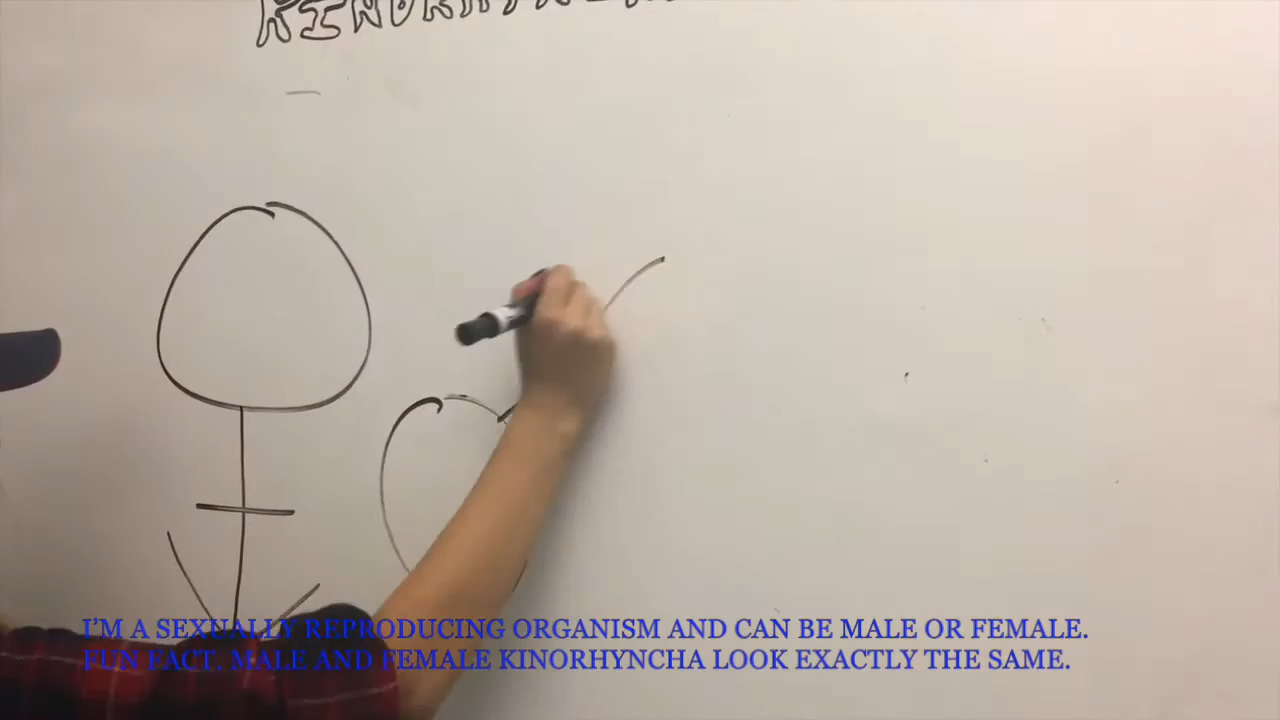 KINORHYNCHA
I'M A SEXUALLY REPRODUCING ORGANISM AND CAN BE MALE OR FEMALE.
FUN FACT, MALE AND FEMALE KINORHYNCHA LOOK EXACTLY THE SAME.